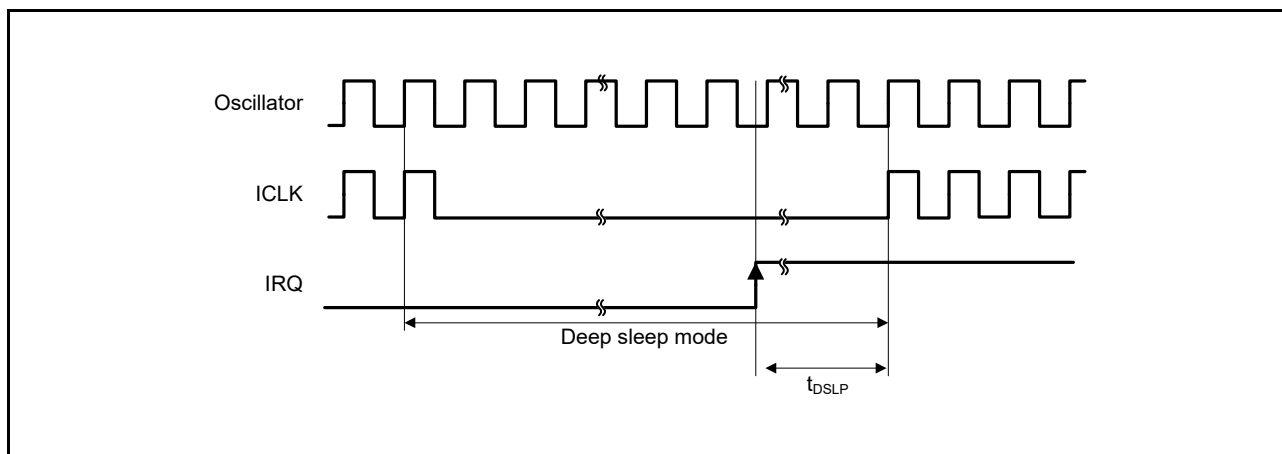 Oscillator
ICLK
IRQ
Deep sleep mode
tDSLP